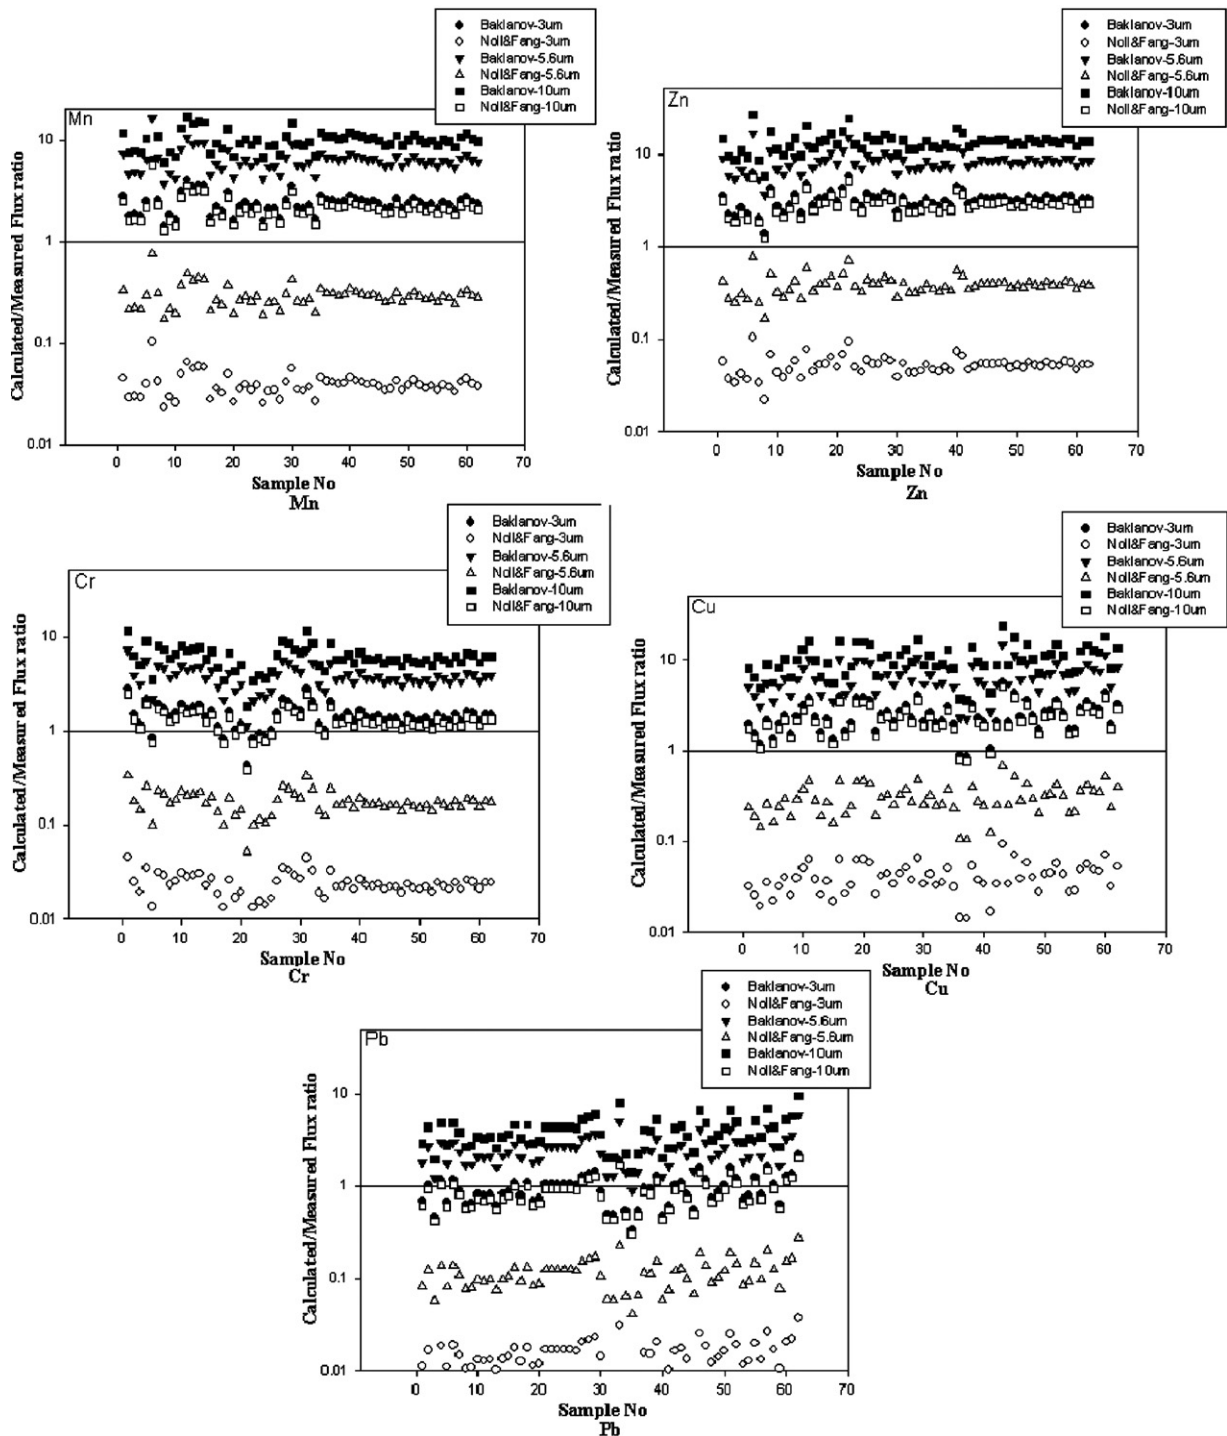 Baklanov-3um
Noll&Fang-3um
Baklanov-5.6um
Noll&Fang-5.6um
Baklanov-10um
Noll&Fang-10um
Mn
Calculated/Measured Flux ratio
10
1
0.1
0.01
0 10 20 30 40 50 60 70
Sample No
Mn
Baklanov-3um
Noll&Fang-3um
Baklanov-5.6um
Noll&Fang-5.6um
Baklanov-10um
Noll&Fang-10um
Zn
Calculated/Measured Flux ratio
10
1
0.1
0.01
0 10 20 30 40 50 60 70
Sample No
Zn
Baklanov-3um
Noll&Fang-3um
Baklanov-5.6um
Noll&Fang-5.6um
Baklanov-10um
Noll&Fang-10um
Cr
Calculated/Measured Flux ratio
10
1
0.1
0.01
0 10 20 30 40 50 60 70
Sample No
Cr
Baklanov-3um
Noll&Fang-3um
Baklanov-5.6um
Noll&Fang-5.6um
Baklanov-10um
Noll&Fang-10um
Cu
Calculated/Measured Flux ratio
10
1
0.1
0.01
0 10 20 30 40 50 60 70
Sample No
Cu
Baklanov-3um
Noll&Fang-3um
Baklanov-5.6um
Noll&Fang-5.6um
Baklanov-10um
Noll&Fang-10um
Pb
Calculated/Measured Flux ratio
10
1
0.1
0.01
0 10 20 30 40 50 60 70
Sample No
Pb